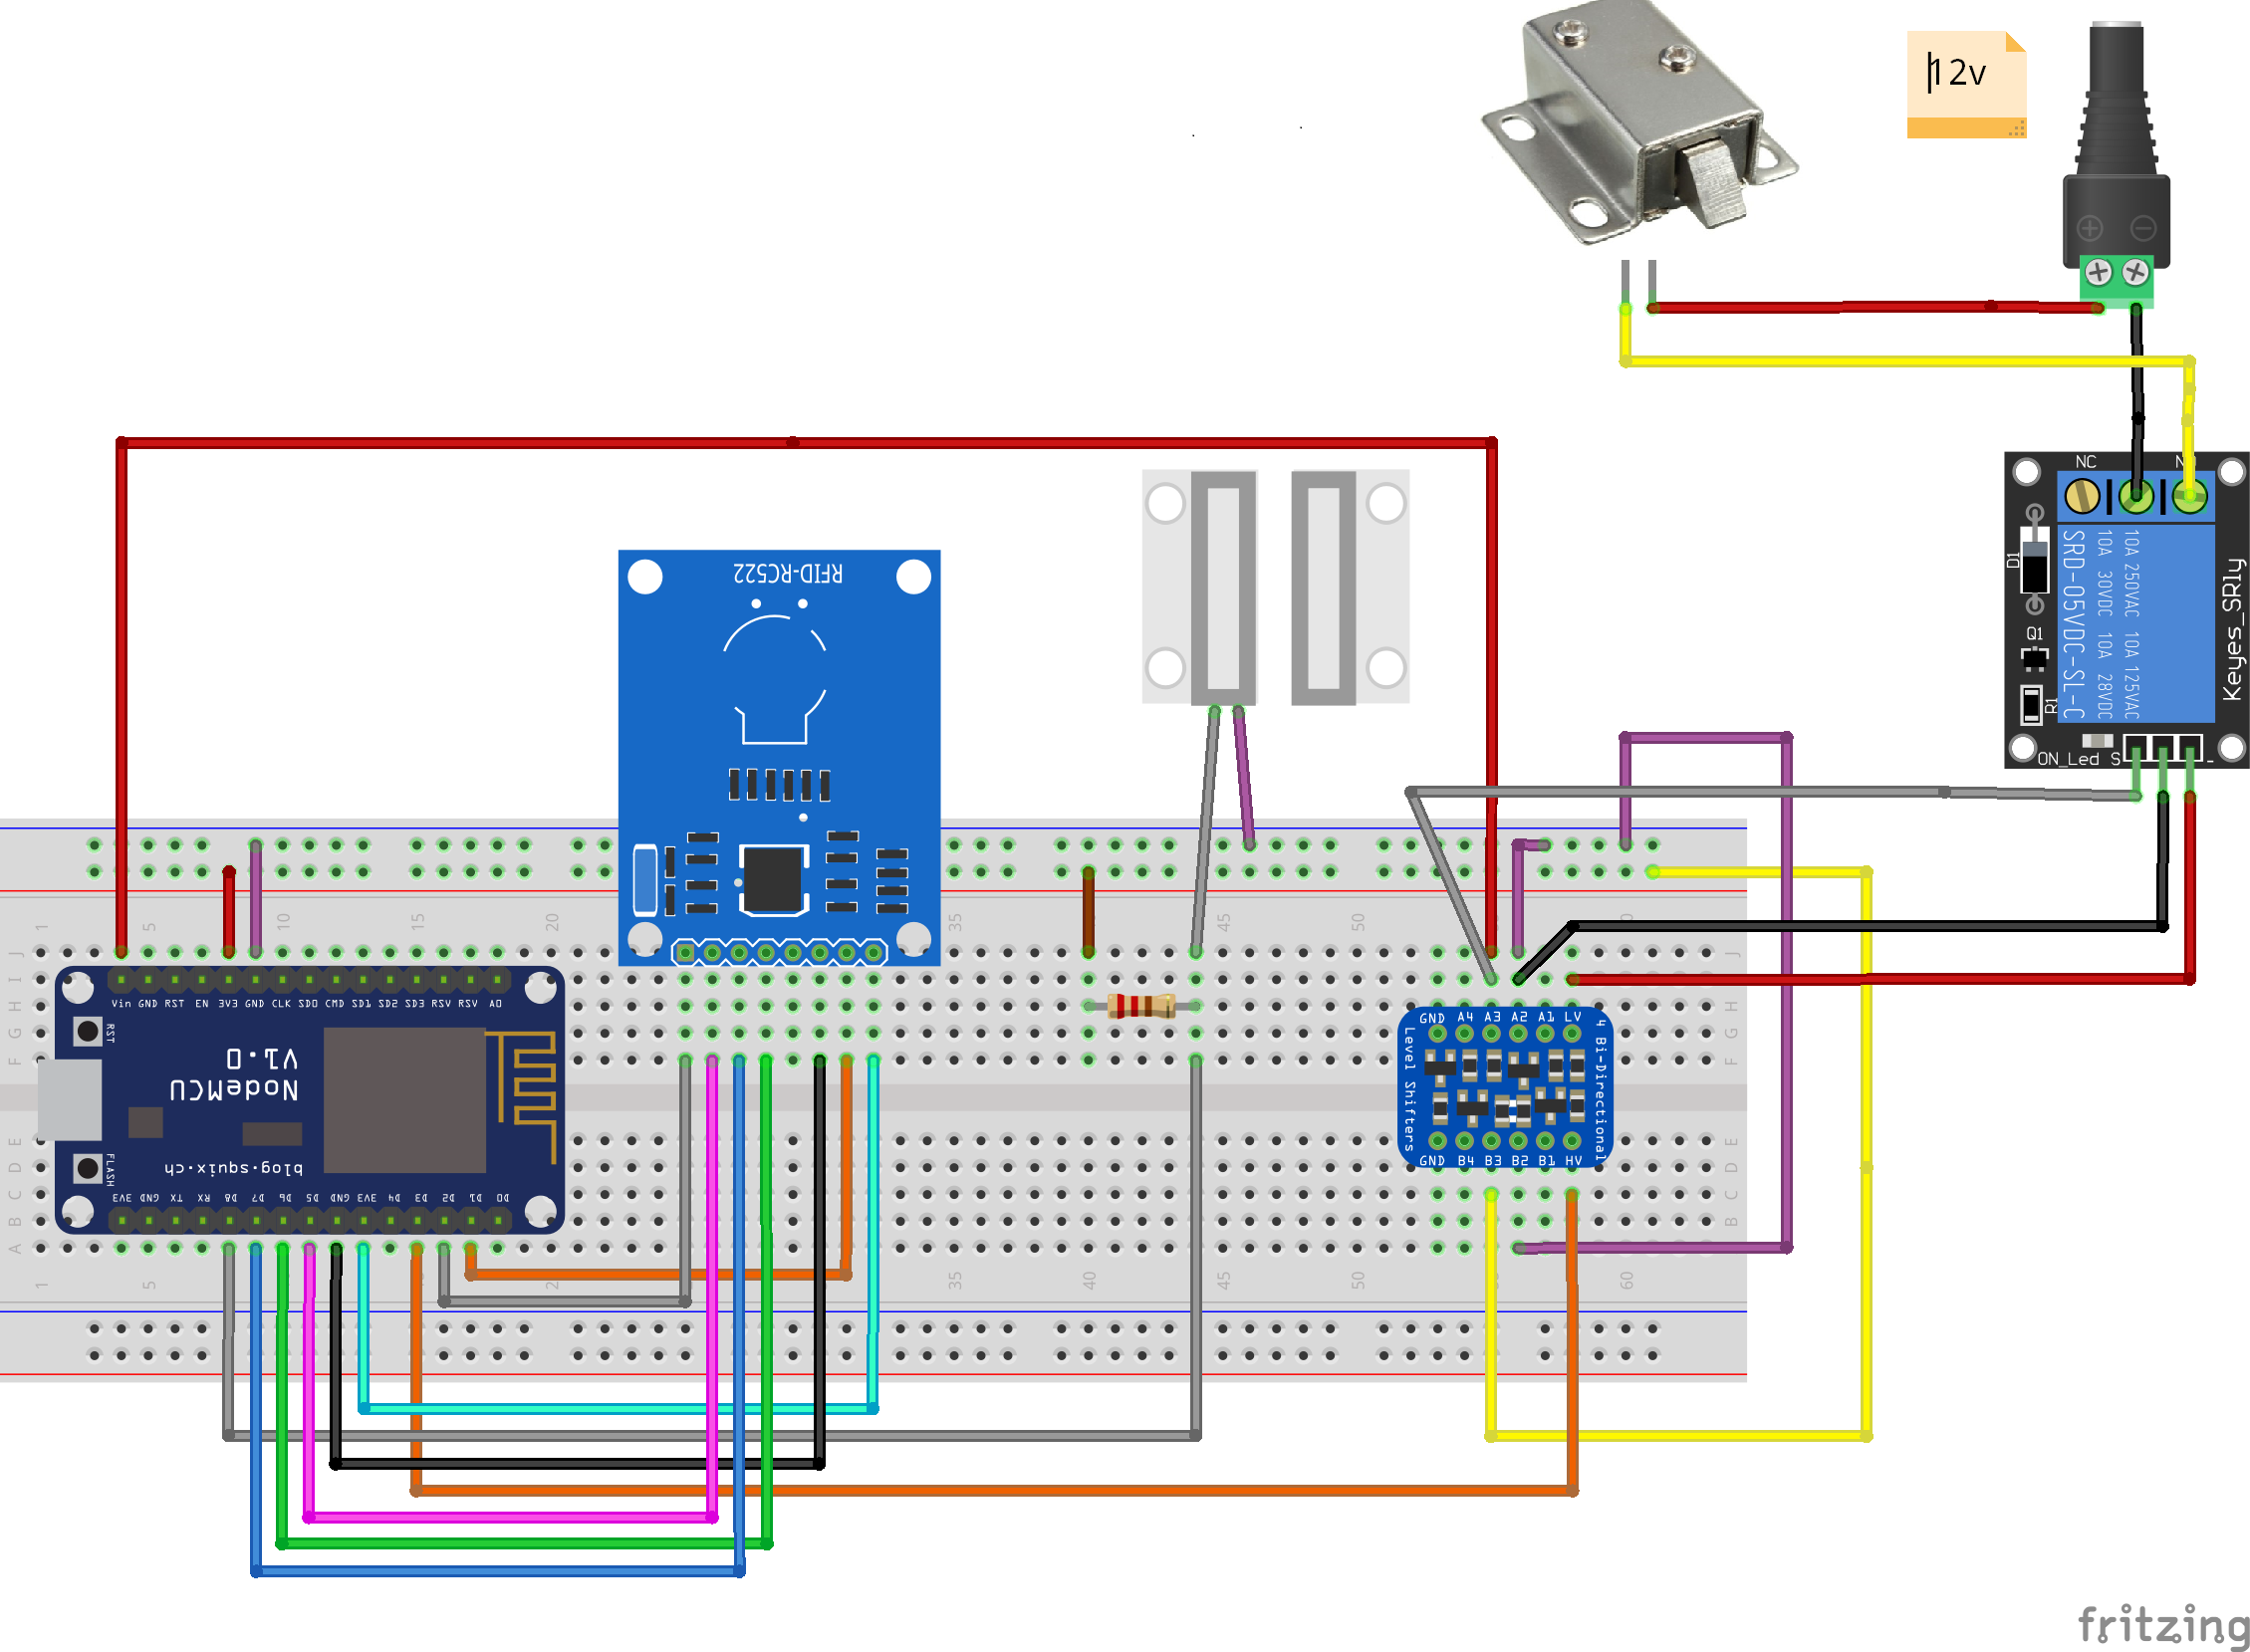 12v
NC
RFID-RC522
D1
SRD-05VDC-SL-C
10A 30VDC 10A 28VDC
10A 250VAC 10A 125VAC
Keyes_SRly
Q1
R1
ON_Led S -
1 5 10 15 20 35 45 50 60
J J
I I
H H
G G
F F
Vin GND RST EN 3V3 GND CLK SD0 CMD SD1 SD2 SD3 RSV RSV A0
RST
V1.0
NodeMCU
blog.squix.ch
FLASH
3V3 GND TX RX D8 D7 D6 D5 GND 3V3 D4 D3 D2 D1 D0
GND A4 A3 A2 A1 LV
Level Shifters
4 Bi-Directional
GND B4 B3 B2 B1 HV
E E
D D
C C
B B
A A
1 5 35 40 45 50 60
fritzing